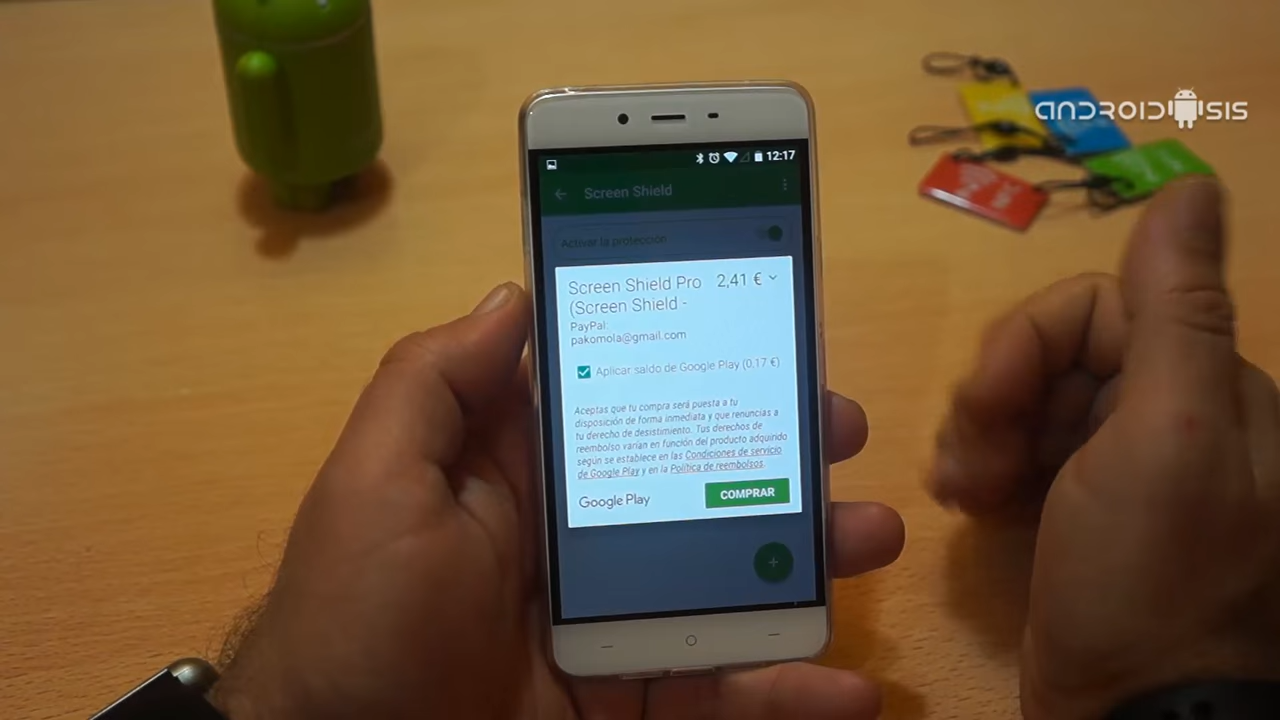 ANDROIDSIS
12:17
Screen Shield
Activar la protección
Screen Shield Pro 2,41 €
(Screen Shield -
PayPal:
pakomola@gmail.com
Aplicar saldo de Google Play (0,17 €)
Aceptas que tu compra será puesta a tu
disposición de forma inmediata y que renuncias a
tu derecho de desistimiento. Tus derechos de
reembolso varían en función del producto adquirido
según se establece en las Condiciones de servicio
de Google Play y en la Política de reembolsos.
Google Play
COMPRAR
+